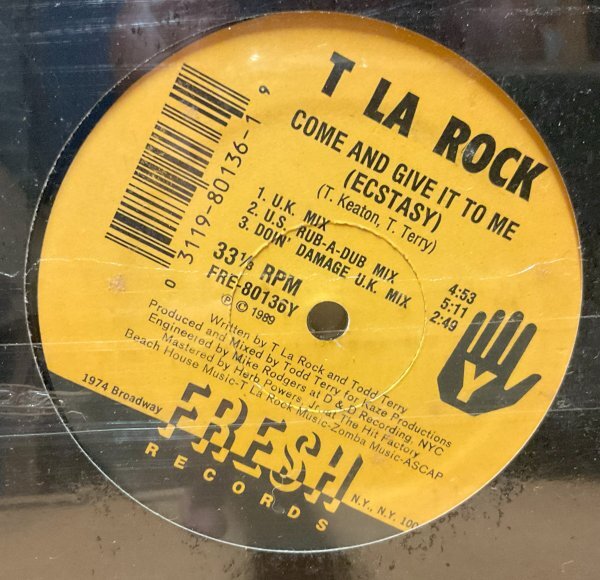 T LA ROCK
COME AND GIVE IT TO ME
(ECSTASY)
(T. Keaton, T. Terry)
1. U.K. MIX 4:53
2. U.S. RUB-A-DUB MIX 5:11
3. DOIN' DAMAGE U.K. MIX 2:49
33⅓ RPM
FRE-80136Y
℗ © 1989
0 3119-80136-1 9
Y
Written by T La Rock and Todd Terry
Produced and Mixed by Todd Terry for Kaze Productions
Engineered by Mike Rodgers at D & D Recording, NYC
Mastered by Herb Powers, Jr. at The Hit Factory
Beach House Music-T La Rock Music-Zomba Music-ASCAP
1974 Broadway
FRESH
RECORDS
N.Y., N.Y.